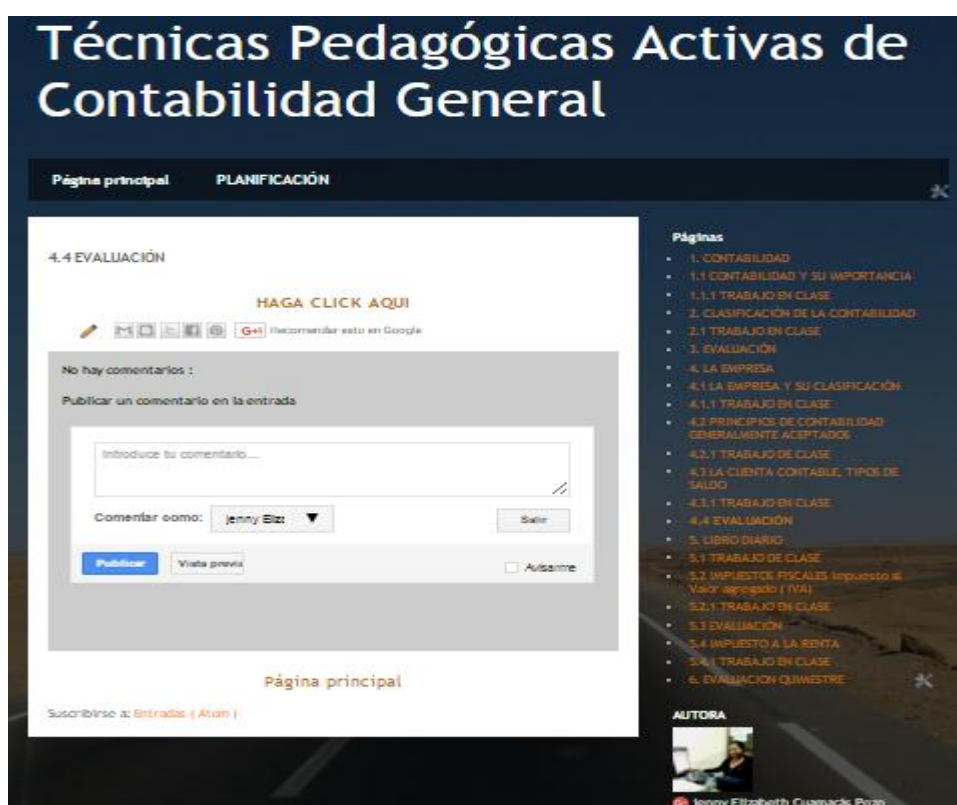 Técnicas Pedagógicas Activas de
Contabilidad General
Página principal
PLANIFICACIÓN
4.4 EVALUACIÓN
HAGA CLICK AQUI
G+1 Recomendar esto en Google
No hay comentarios :
Publicar un comentario en la entrada
Introduce tu comentario...
Comentar como:
Jenny Eliz
Salir
Publicar
Vista previa
Avisarme
Página principal
Suscribirse a: Entradas ( Atom )
Páginas
1. CONTABILIDAD
1.1 CONTABILIDAD Y SU IMPORTANCIA
1.1.1 TRABAJO EN CLASE
2. CLASIFICACIÓN DE LA CONTABILIDAD
2.1 TRABAJO EN CLASE
3. EVALUACIÓN
4. LA EMPRESA
4.1 LA EMPRESA Y SU CLASIFICACIÓN
4.1.1 TRABAJO EN CLASE
4.2 PRINCIPIOS DE CONTABILIDAD
GENERALMENTE ACEPTADOS
4.2.1 TRABAJO DE CLASE
4.3 LA CUENTA CONTABLE, TIPOS DE
SALDO
4.3.1 TRABAJO EN CLASE
4.4 EVALUACIÓN
5. LIBRO DIARIO
5.1 TRABAJO DE CLASE
5.2 IMPUESTOS FISCALES Impuesto al
Valor agregado ( IVA)
5.2.1 TRABAJO EN CLASE
5.3 EVALUACIÓN
5.4 IMPUESTO A LA RENTA
5.4.1 TRABAJO EN CLASE
6. EVALUACION QUIMESTRE
AUTORA
Jenny Elizabeth Cuamacás Pozo